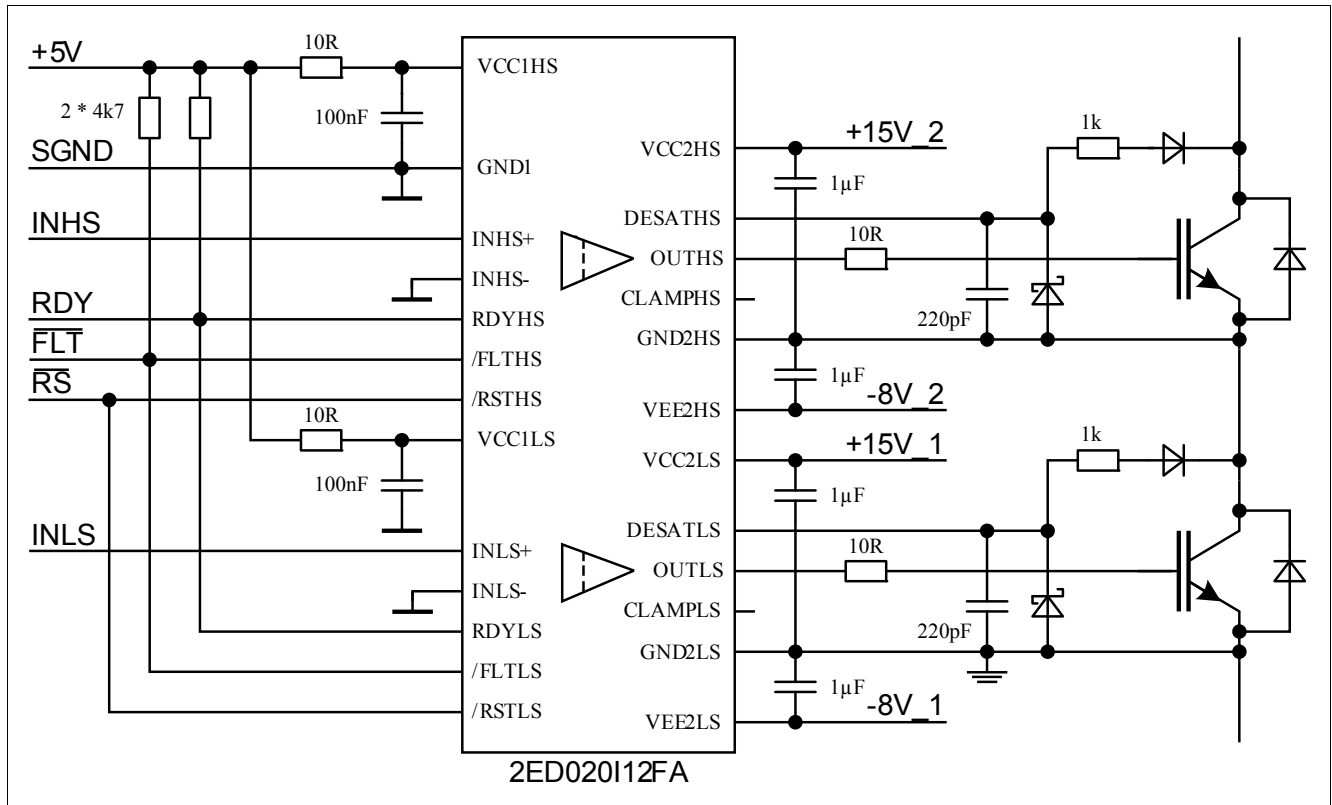 +5V
10R
VCC1HS
2 * 4k7
100nF
SGND
GND1
INHS
INHS+
INHS-
RDY
RDYHS
FLT
/FLTHS
RS
/RSTHS
10R
VCC1LS
100nF
INLS
INLS+
INLS-
RDYLS
/FLTLS
/RSTLS
VCC2HS
+15V_2
1k
1µF
DESATHS
10R
OUTHS
CLAMPHS
220pF
GND2HS
1µF
-8V_2
VEE2HS
+15V_1
VCC2LS
1k
1µF
DESATLS
10R
OUTLS
CLAMPLS
220pF
GND2LS
1µF
-8V_1
VEE2LS
2ED020I12FA